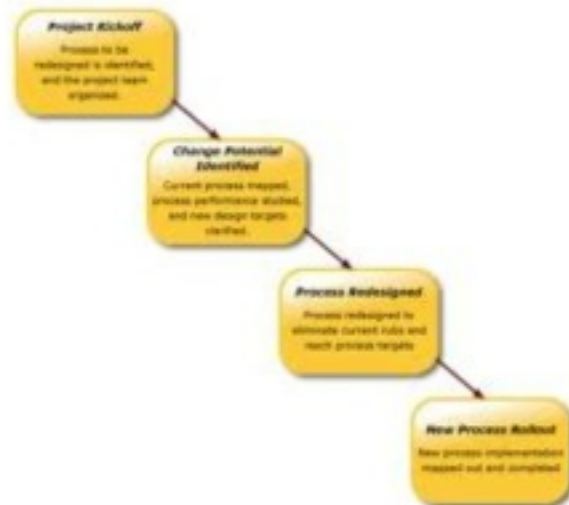 Project Kickoff
Process to be
redesigned is identified,
and the project team
organized.
Change Potential
Identified
Current process mapped,
process performance studied,
and new design targets
clarified.
Process Redesigned
Process redesigned to
eliminate current rubs and
reach process targets
New Process Rollout
New process implementation
mapped out and completed